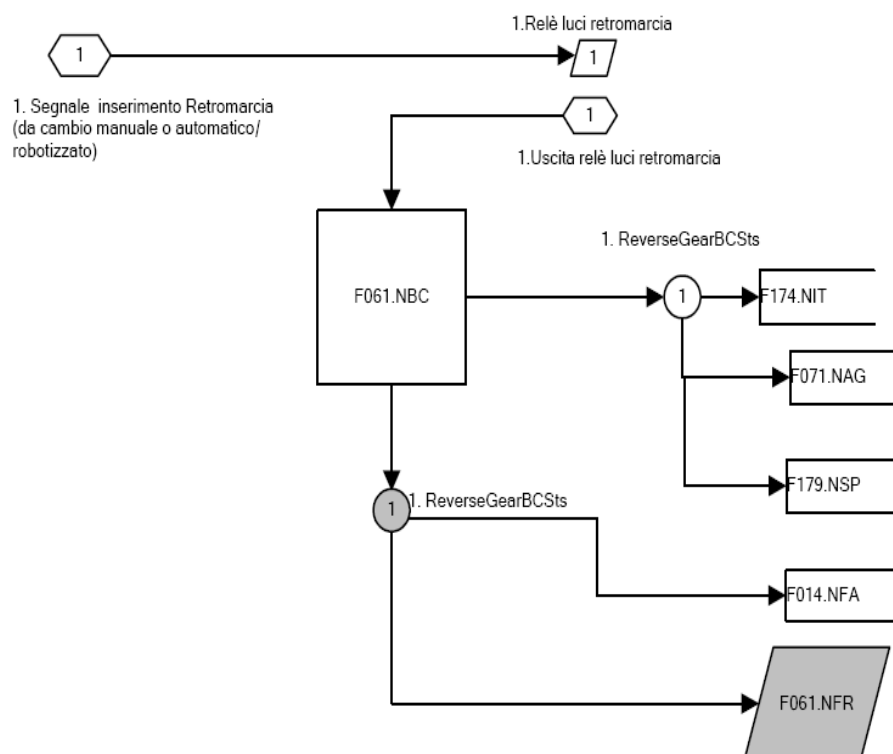 1.Relè luci retromarcia
1
1
1. Segnale inserimento Retromarcia
(da cambio manuale o automatico/
robotizzato)
1
1.Uscita relè luci retromarcia
1. ReverseGearBCSts
F061.NBC
1
F174.NIT
F071.NAG
F179.NSP
1
1. ReverseGearBCSts
F014.NFA
F061.NFR